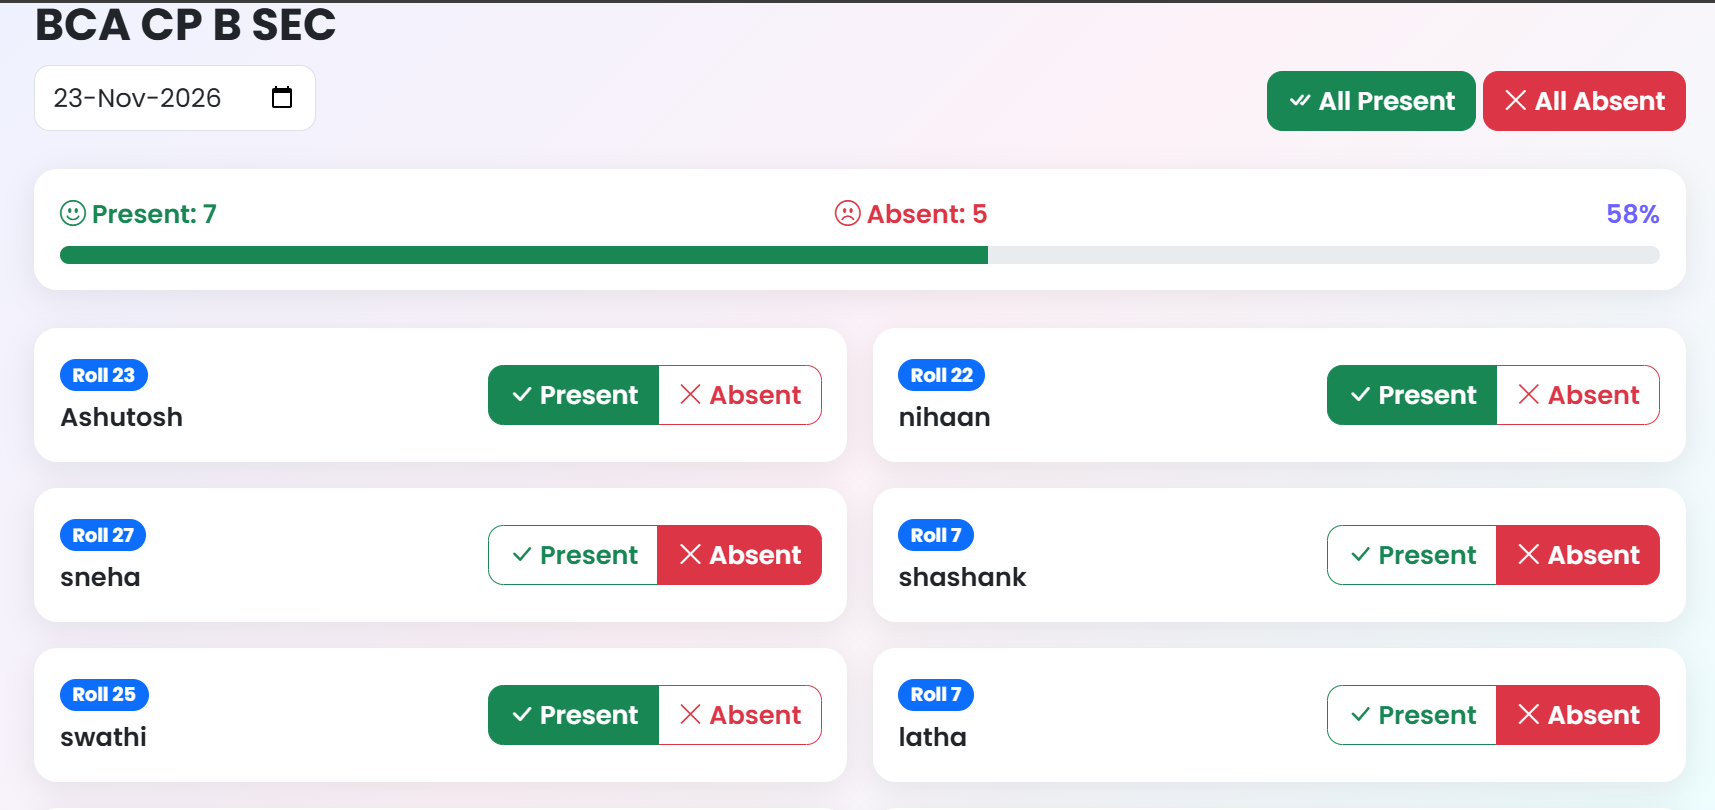 BCA CP B SEC
23-Nov-2026
All Present
All Absent
Present: 7
Absent: 5
58%
Roll 23
Ashutosh
Present
Absent
Roll 22
nihaan
Present
Absent
Roll 27
sneha
Present
Absent
Roll 7
shashank
Present
Absent
Roll 25
swathi
Present
Absent
Roll 7
latha
Present
Absent